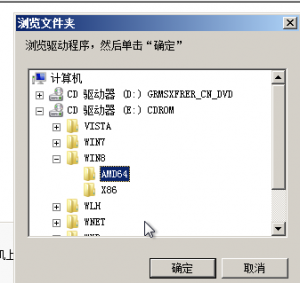 浏览文件夹
浏览驱动程序，然后单击“确定”
计算机
CD 驱动器 (D:) GRMSXFRER_CN_DVD
CD 驱动器 (E:) CDROM
VISTA
WIN7
WIN8
AMD64
X86
WLH
WNET
机上
确定
取消